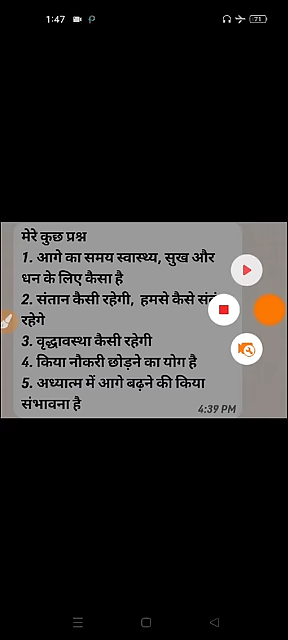 1:47
71
मेरे कुछ प्रश्न
1. आगे का समय स्वास्थ्य, सुख और
धन के लिए कैसा है
2. संतान कैसी रहेगी, हमसे कैसे
रहेगे
3. वृद्धावस्था कैसी रहेगी
4. किया नौकरी छोड़ने का योग है
5. अध्यात्म में आगे बढ़ने की किया
संभावना है
4:39 PM